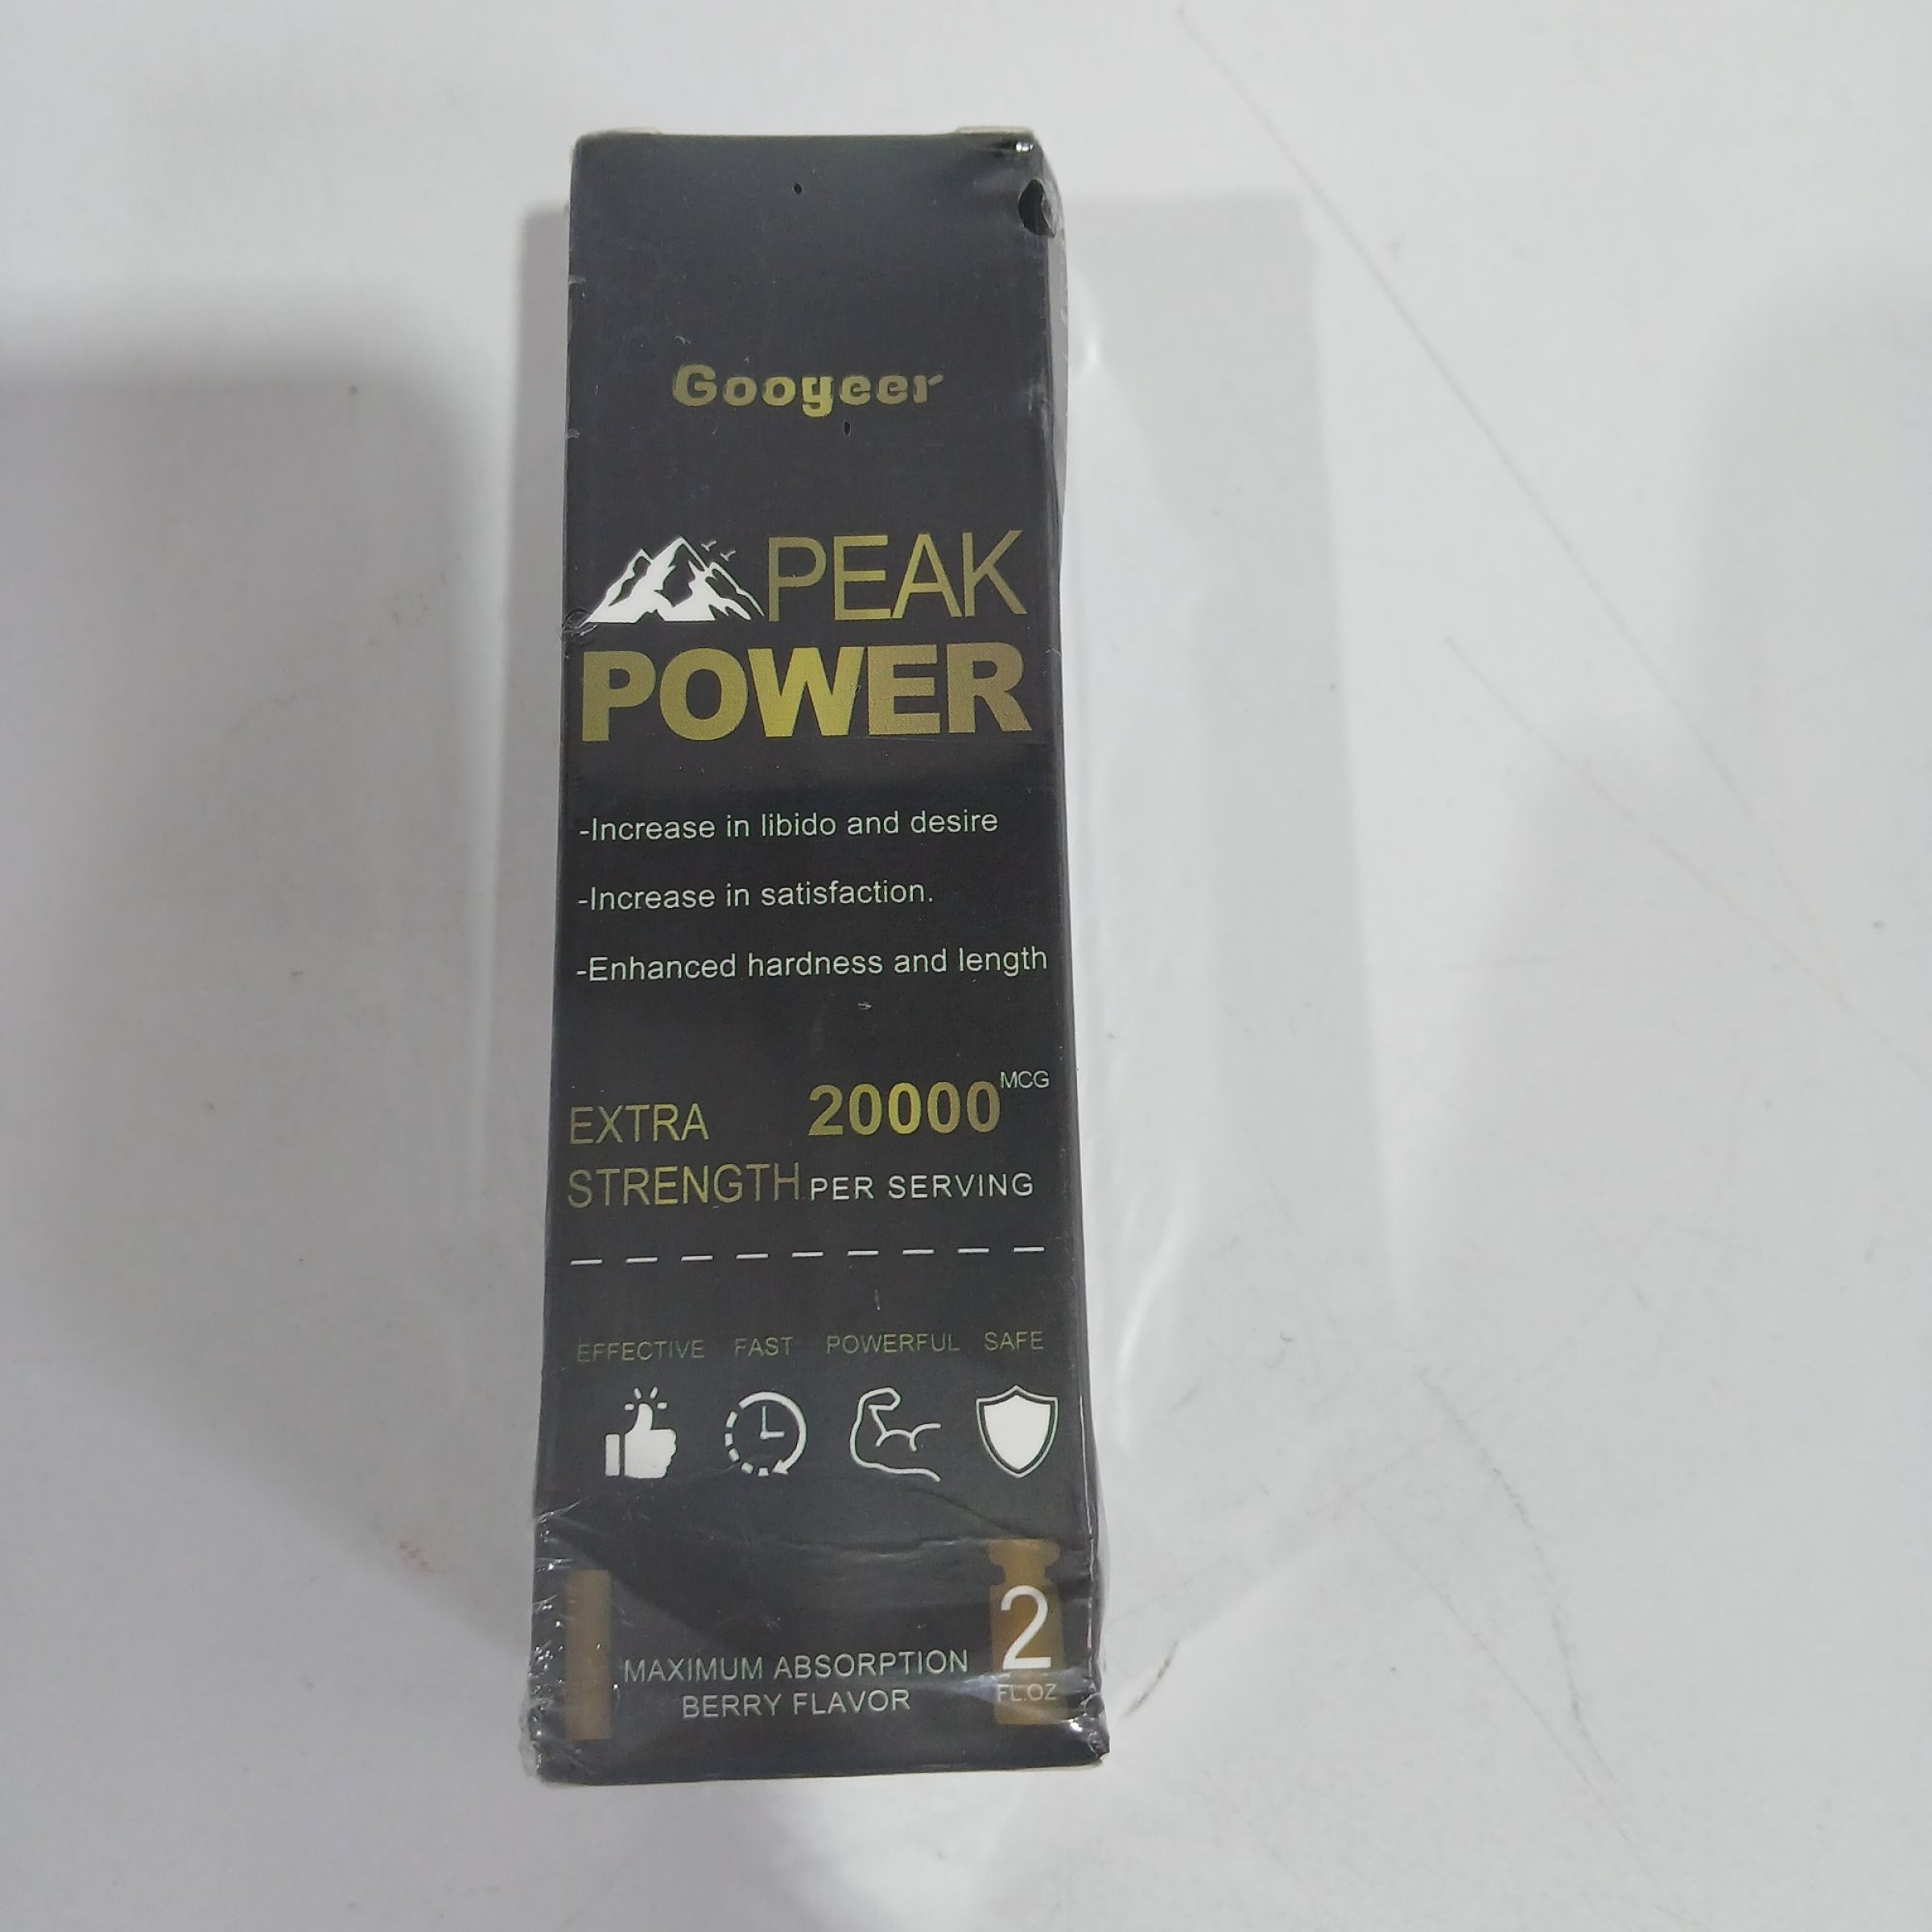 Gooyeer
PEAK
POWER
-Increase in libido and desire
-Increase in satisfaction.
-Enhanced hardness and length
EXTRA
STRENGTH
20000 MCG
PER SERVING
EFFECTIVE FAST POWERFUL SAFE
MAXIMUM ABSORPTION
BERRY FLAVOR
2
FL.OZ